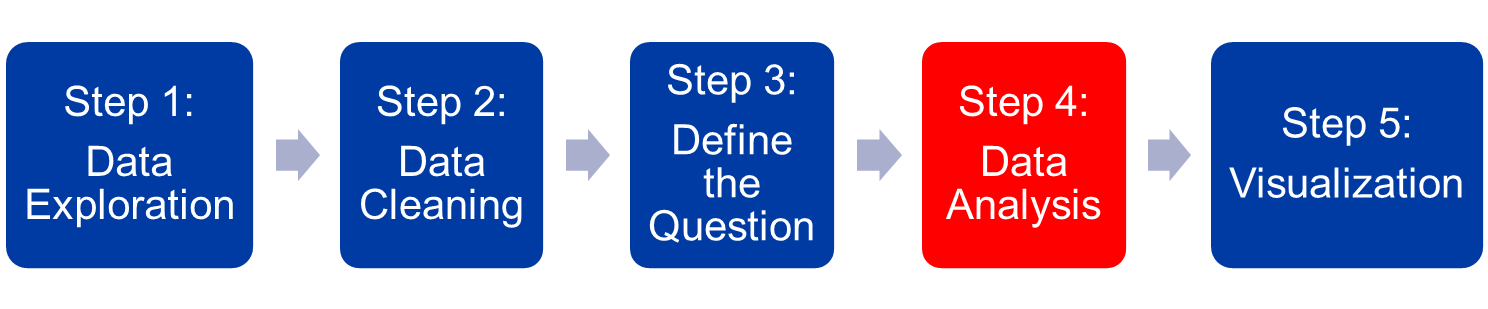 Step 1:
Data
Exploration
Step 2:
Data
Cleaning
Step 3:
Define
the
Question
Step 4:
Data
Analysis
Step 5:
Visualization